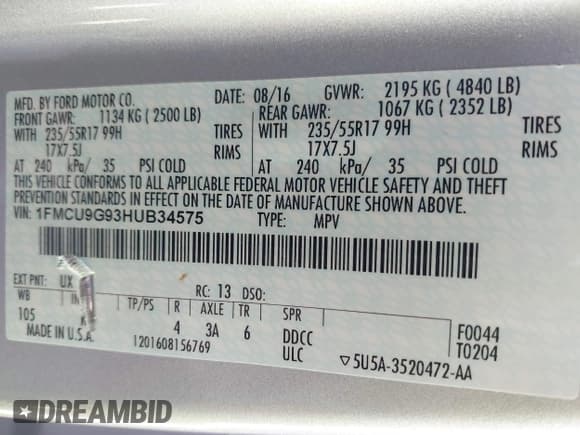 MFD. BY FORD MOTOR CO.
DATE: 08/16 GVWR: 2195 KG ( 4840 LB)
FRONT GAWR: 1134 KG ( 2500 LB) REAR GAWR: 1067 KG ( 2352 LB)
WITH 235/55R17 99H TIRES WITH 235/55R17 99H TIRES
17X7.5J RIMS 17X7.5J RIMS
AT 240 kPa/ 35 PSI COLD AT 240 kPa/ 35 PSI COLD
THIS VEHICLE CONFORMS TO ALL APPLICABLE FEDERAL MOTOR VEHICLE SAFETY AND THEFT
PREVENTION STANDARDS IN EFFECT ON THE DATE OF MANUFACTURE SHOWN ABOVE.
VIN: 1FMCU9G93HUB34575 TYPE: MPV
EXT PNT: UX RC: 13 DSO:
WB TP/PS R AXLE TR SPR
105 4 3A 6 DDCC F0044
MADE IN U.S.A. 1201608156769 ULC T0204
▽5U5A-3520472-AA
DREAMBID